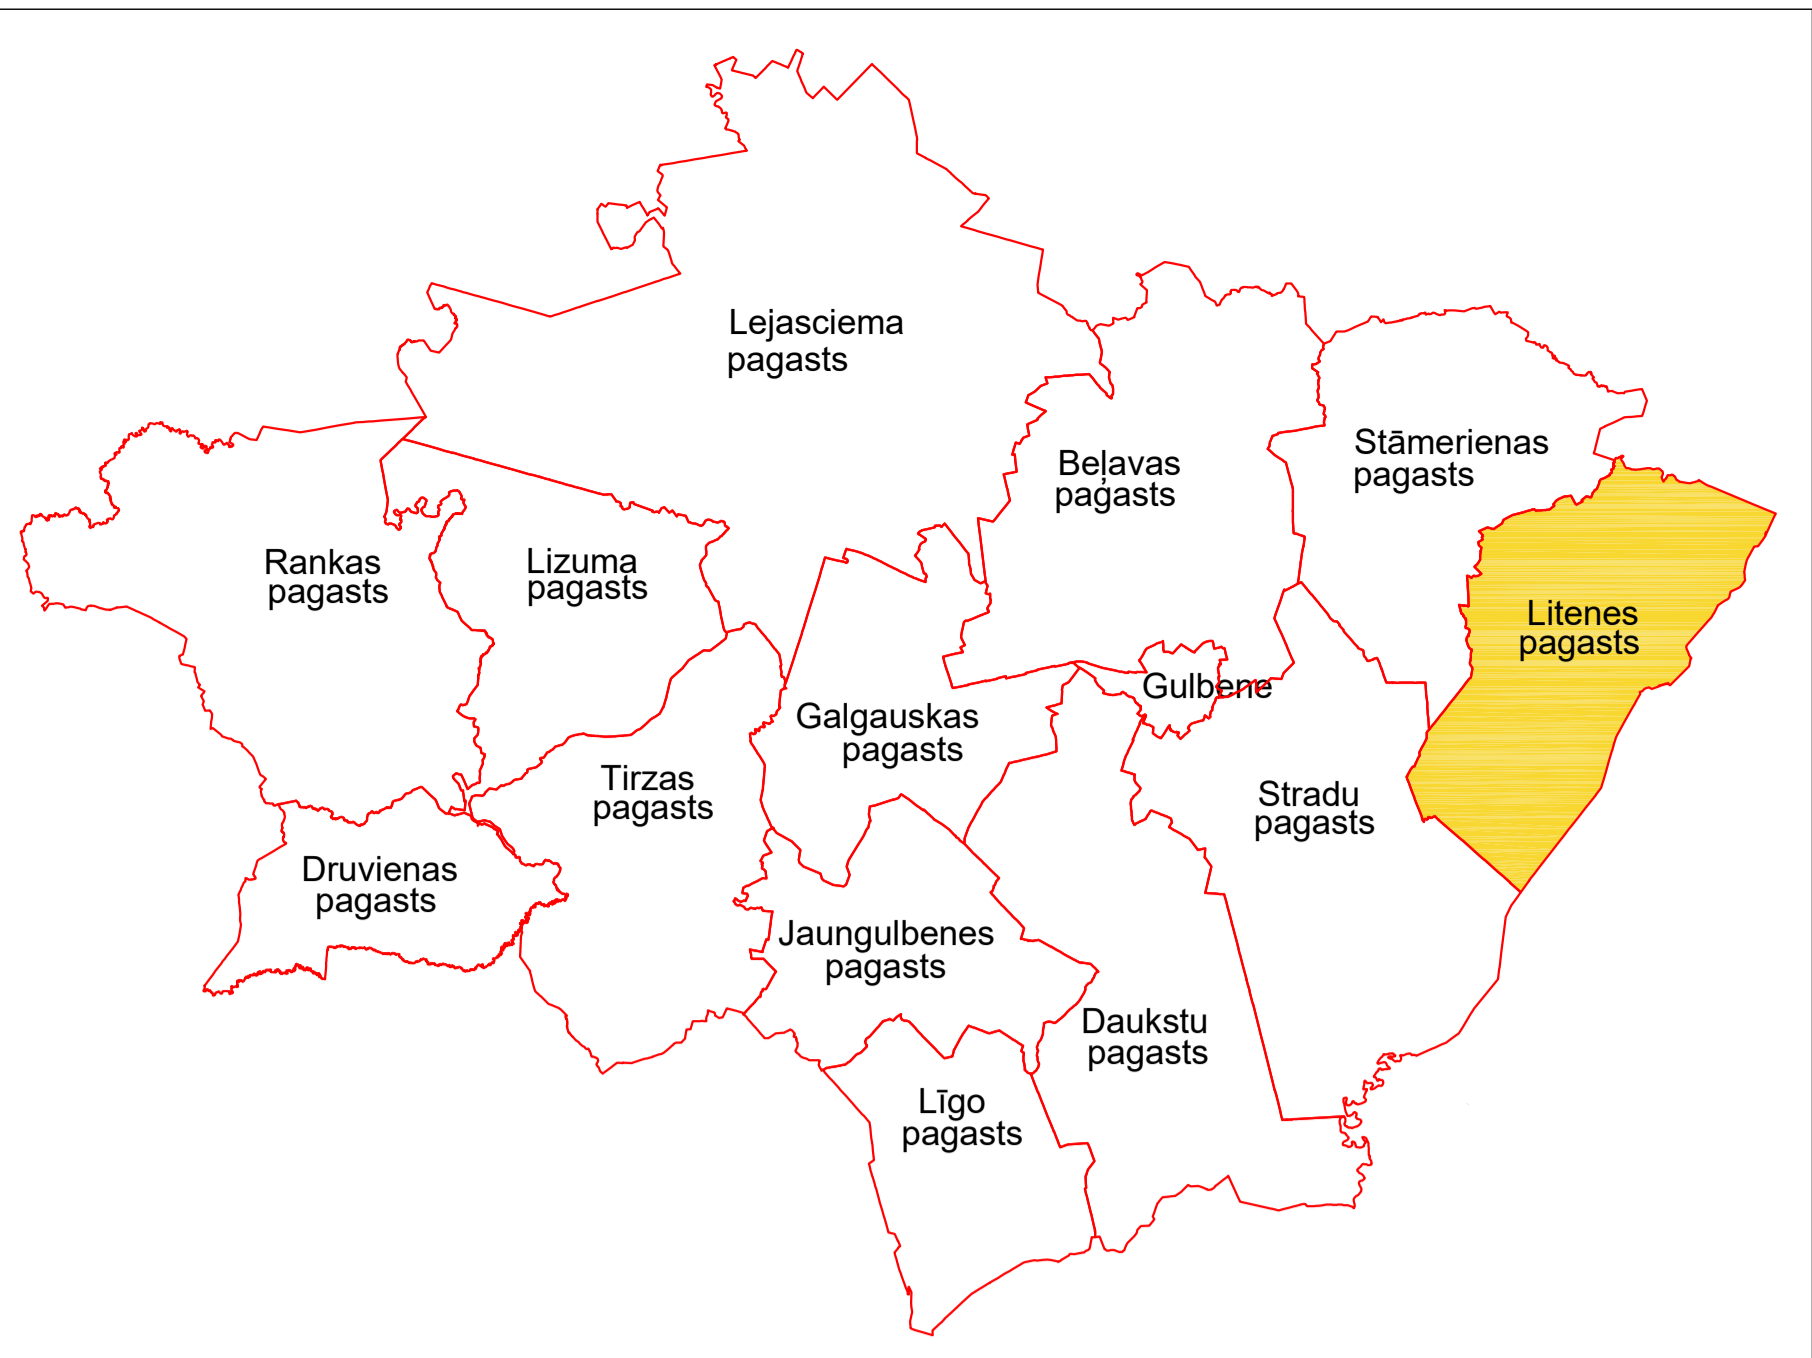 Lejasciema
pagasts
Stāmerienas
pagasts
Beļavas
pagasts
Rankas
pagasts
Lizuma
pagasts
Litenes
pagasts
Gulbene
Galgauskas
pagasts
Tirzas
pagasts
Stradu
pagasts
Druvienas
pagasts
Jaungulbenes
pagasts
Daukstu
pagasts
Līgo
pagasts